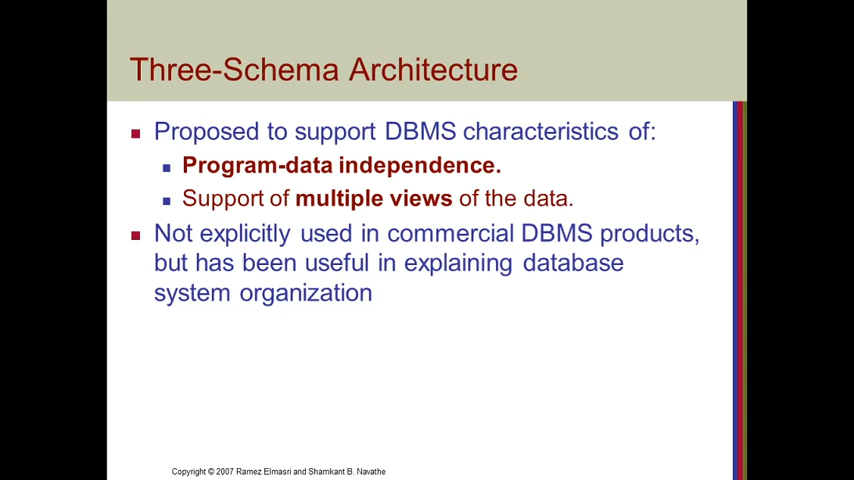 Three-Schema Architecture
Proposed to support DBMS characteristics of:
Program-data independence.
Support of multiple views of the data.
Not explicitly used in commercial DBMS products,
but has been useful in explaining database
system organization
Copyright © 2007 Ramez Elmasri and Shamkant B. Navathe